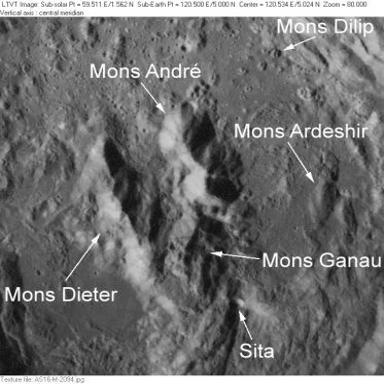 LTVT Image: Sub-solar Pt = 59.511 E/1.562 N Sub-Earth Pt = 120.500 E/5.000 N Center = 120.534 E/5.024 N Zoom = 80.000
Vertical axis : central meridian
Mons Dilip
Mons André
Mons Ardeshir
Mons Ganau
Mons Dieter
Sita
Texture file: AS16-M-2094.jpg